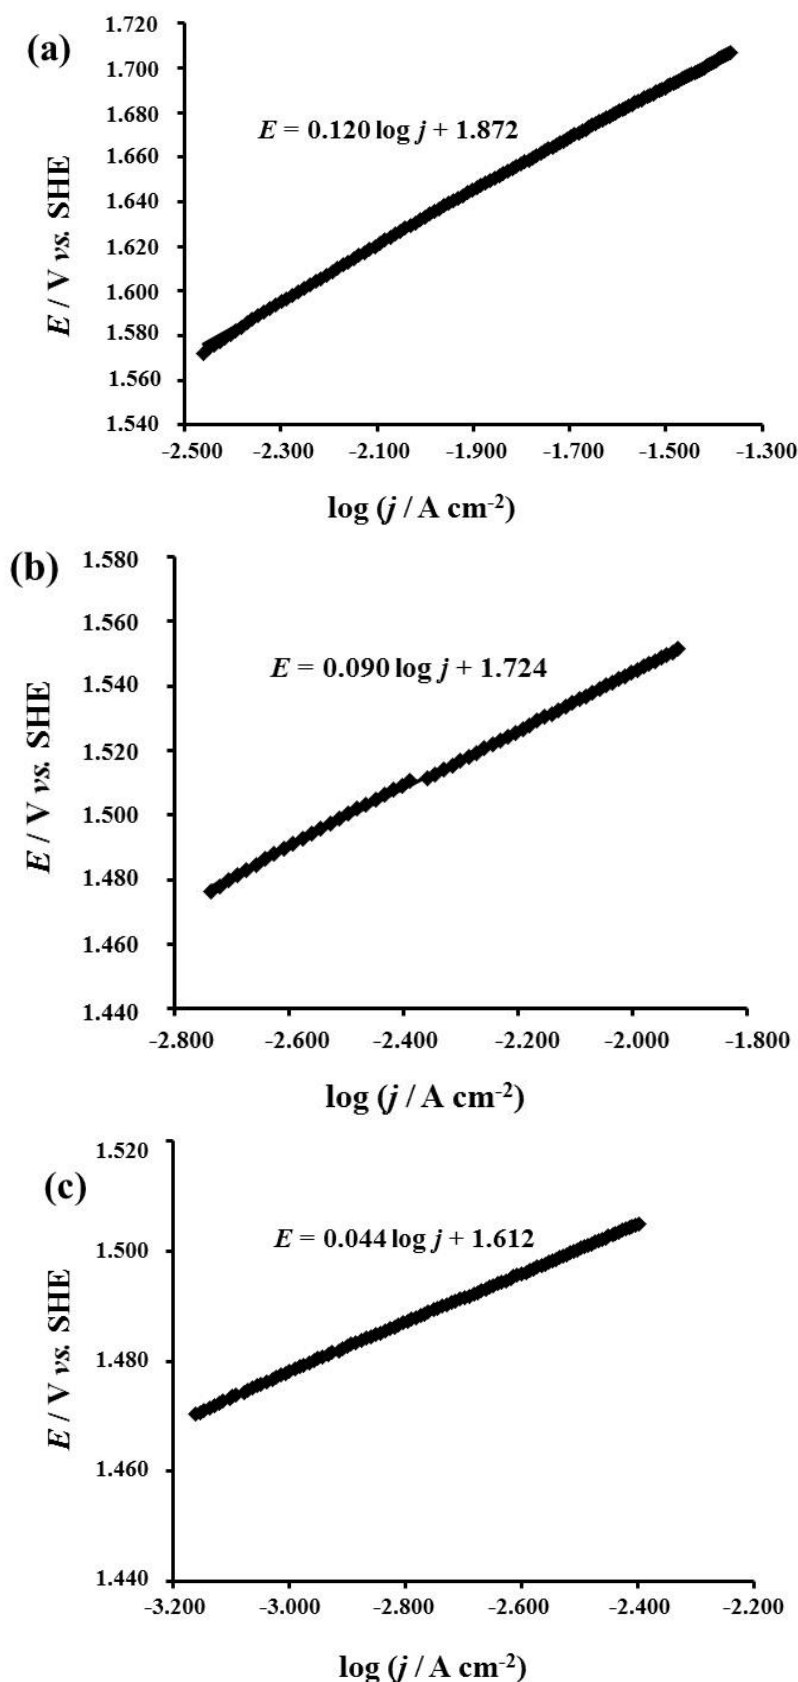 (a)
1.720
1.700
1.680
1.660
1.640
1.620
1.600
1.580
1.560
1.540
E / V vs. SHE
E = 0.120 log j + 1.872
-2.500 -2.300 -2.100 -1.900 -1.700 -1.500 -1.300
log (j / A cm⁻²)
(b)
1.580
1.560
1.540
1.520
1.500
1.480
1.460
1.440
E / V vs. SHE
E = 0.090 log j + 1.724
-2.800 -2.600 -2.400 -2.200 -2.000 -1.800
log (j / A cm⁻²)
(c)
1.520
1.500
1.480
1.460
1.440
E / V vs. SHE
E = 0.044 log j + 1.612
-3.200 -3.000 -2.800 -2.600 -2.400 -2.200
log (j / A cm⁻²)